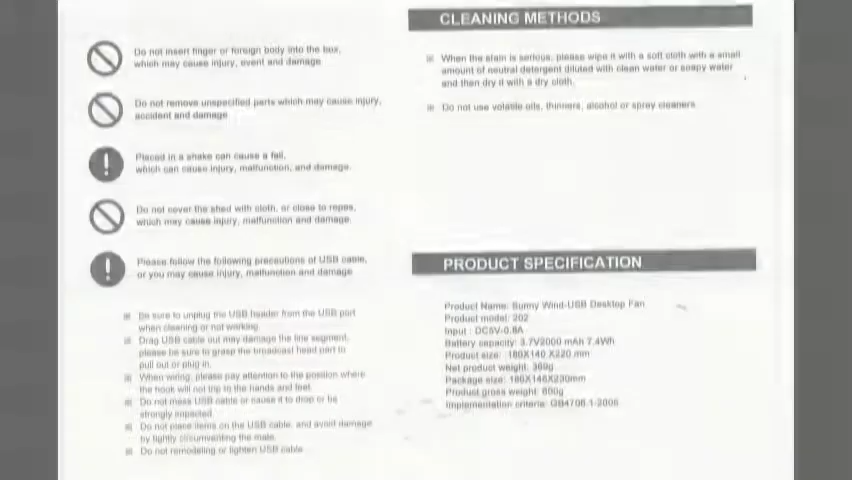 Do not insert finger or foreign body into the box,
which may cause injury, event and damage
Do not remove unspecified parts which may cause injury,
accident and damage
Placed in a shake can cause a fall,
which can cause injury, malfunction, and damage.
Do not cover the shed with cloth, or close to ropes,
which may cause injury, malfunction and damage.
Please follow the following precautions of USB cable,
or you may cause injury, malfunction and damage
Be sure to unplug the USB header from the USB port
when cleaning or not working.
Drag USB cable out may damage the line segment,
please be sure to grasp the broadcast head part to
pull out or plug in.
When wiring, please pay attention to the position where
the hook will not trip to the hands and feet.
Do not mess USB cable or cause it to drop or be
strongly impacted.
Do not place items on the USB cable, and avoid damage
by tightly circumventing the
Do not remodeling or lighten USB cable.
CLEANING METHODS
When the stain is serious, please wipe it with a soft cloth with a small
amount of neutral detergent diluted with clean water or soapy water
and then dry it with a dry cloth.
Do not use volatile oils, thinners, alcohol or spray cleaners.
PRODUCT SPECIFICATION
Product Name: Sunny Wind-USB Desktop Fan
Product model: 202
Input : DC5V-0.8A
Battery capacity: 3.7V2000 mAh 7.4Wh
Product size: 180X140 X220 mm
Net product weight: 369g
Package size: 186X146X230mm
Product gross weight: 600g
Implementation criteria: GB4706.1-2005